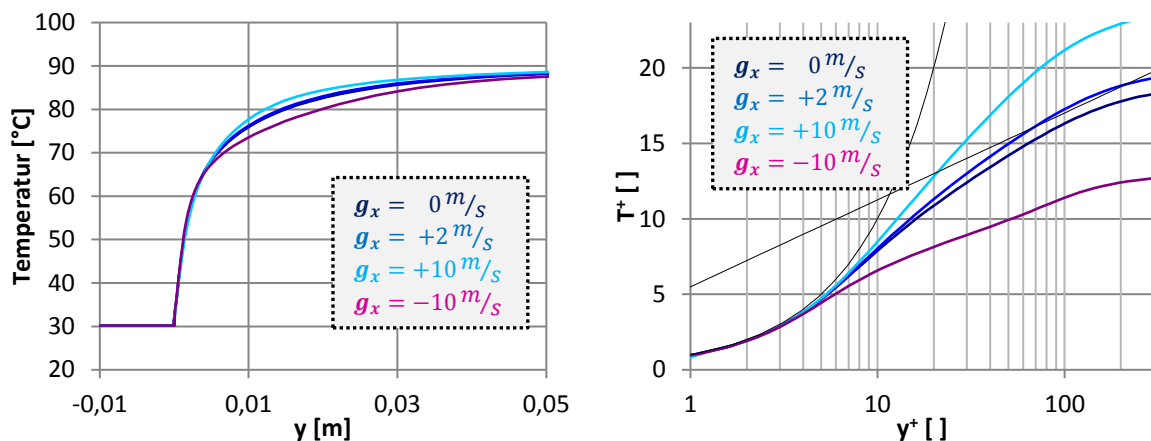 Temperatur [°C]
100
90
80
70
60
50
40
30
20
g_x = 0 m/s
g_x = +2 m/s
g_x = +10 m/s
g_x = −10 m/s
-0,01 0,01 0,03 0,05
y [m]
T⁺ [ ]
20
15
10
5
0
g_x = 0 m/s
g_x = +2 m/s
g_x = +10 m/s
g_x = −10 m/s
1 10 100
y⁺ [ ]